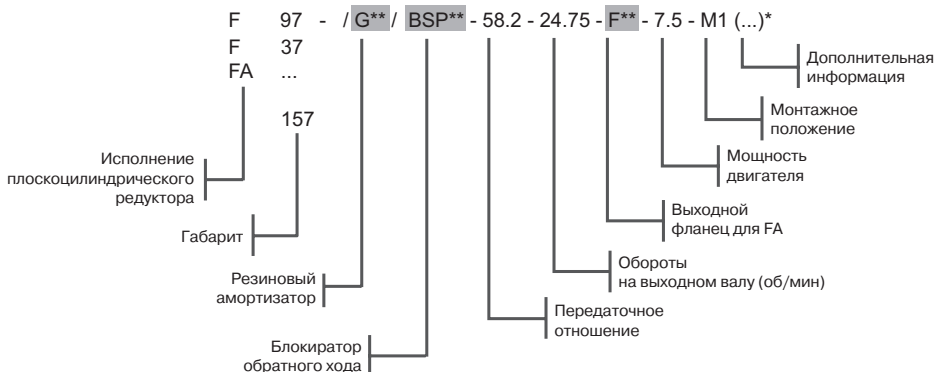 F 97 - / G** / BSP** - 58.2 - 24.75 - F** - 7.5 - M1 (...)*
F 37
FA ...
157
Дополнительная
информация
Монтажное
положение
Исполнение
плоскоцилиндрического
редуктора
Мощность
двигателя
Выходной
фланец для FA
Габарит
Обороты
на выходном валу (об/мин)
Резиновый
амортизатор
Передаточное
отношение
Блокиратор
обратного хода